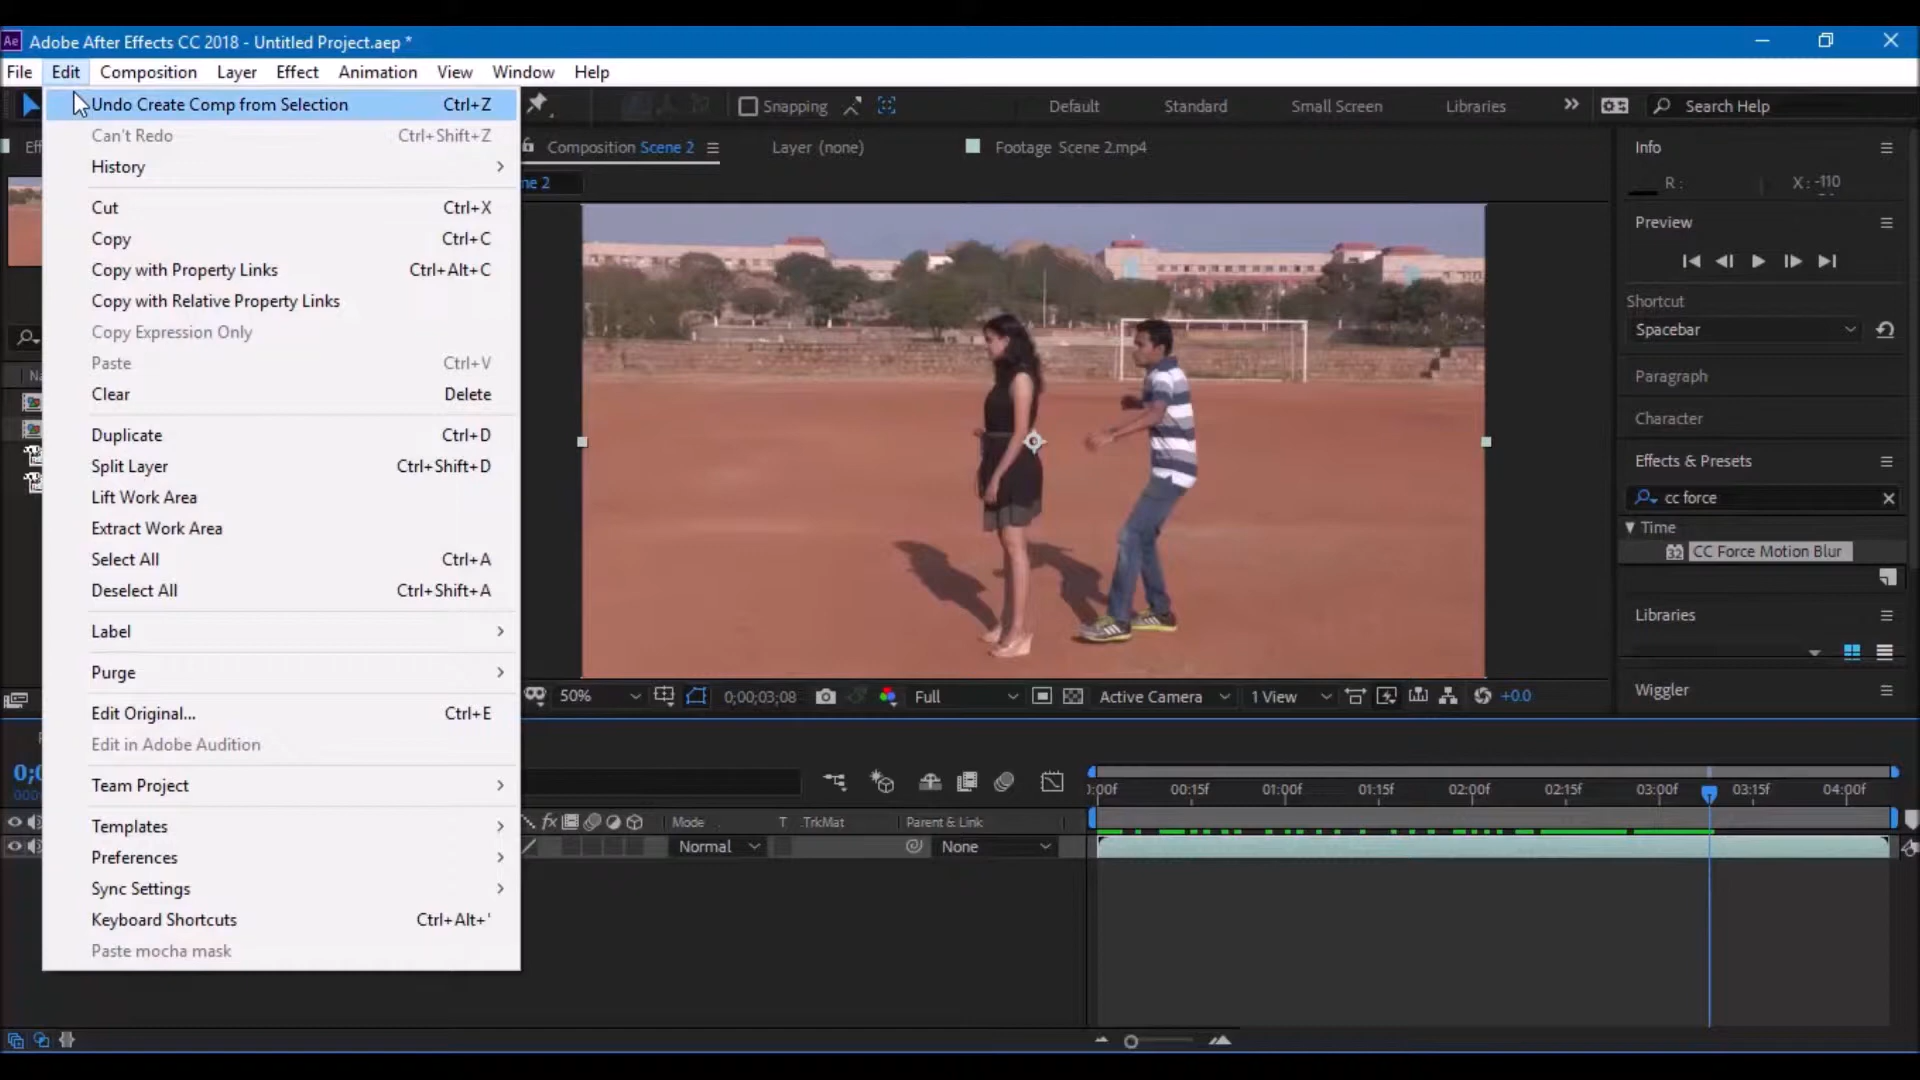 Ae Adobe After Effects CC 2018 - Untitled Project.aep *
File Edit Composition Layer Effect Animation View Window Help
Undo Create Comp from Selection Ctrl+Z
Can't Redo Ctrl+Shift+Z
History
Cut Ctrl+X
Copy Ctrl+C
Copy with Property Links Ctrl+Alt+C
Copy with Relative Property Links
Copy Expression Only
Paste Ctrl+V
Clear Delete
Duplicate Ctrl+D
Split Layer Ctrl+Shift+D
Lift Work Area
Extract Work Area
Select All Ctrl+A
Deselect All Ctrl+Shift+A
Label
Purge
Edit Original... Ctrl+E
Edit in Adobe Audition
Team Project
Templates
Preferences
Sync Settings
Keyboard Shortcuts Ctrl+Alt+'
Paste mocha mask
Snapping Default Standard Small Screen Libraries Search Help
Composition Scene 2 Layer (none) Footage Scene 2.mp4
ne 2
50% 0;00;03;08 Full Active Camera 1 View +0.0
Info
R : X : -110
Preview
Shortcut
Spacebar
Paragraph
Character
Effects & Presets
cc force
Time
32 CC Force Motion Blur
Libraries
Wiggler
:00f 00:15f 01:00f 01:15f 02:00f 02:15f 03:00f 03:15f 04:00f
fx Mode T .TrkMat Parent & Link
Normal None